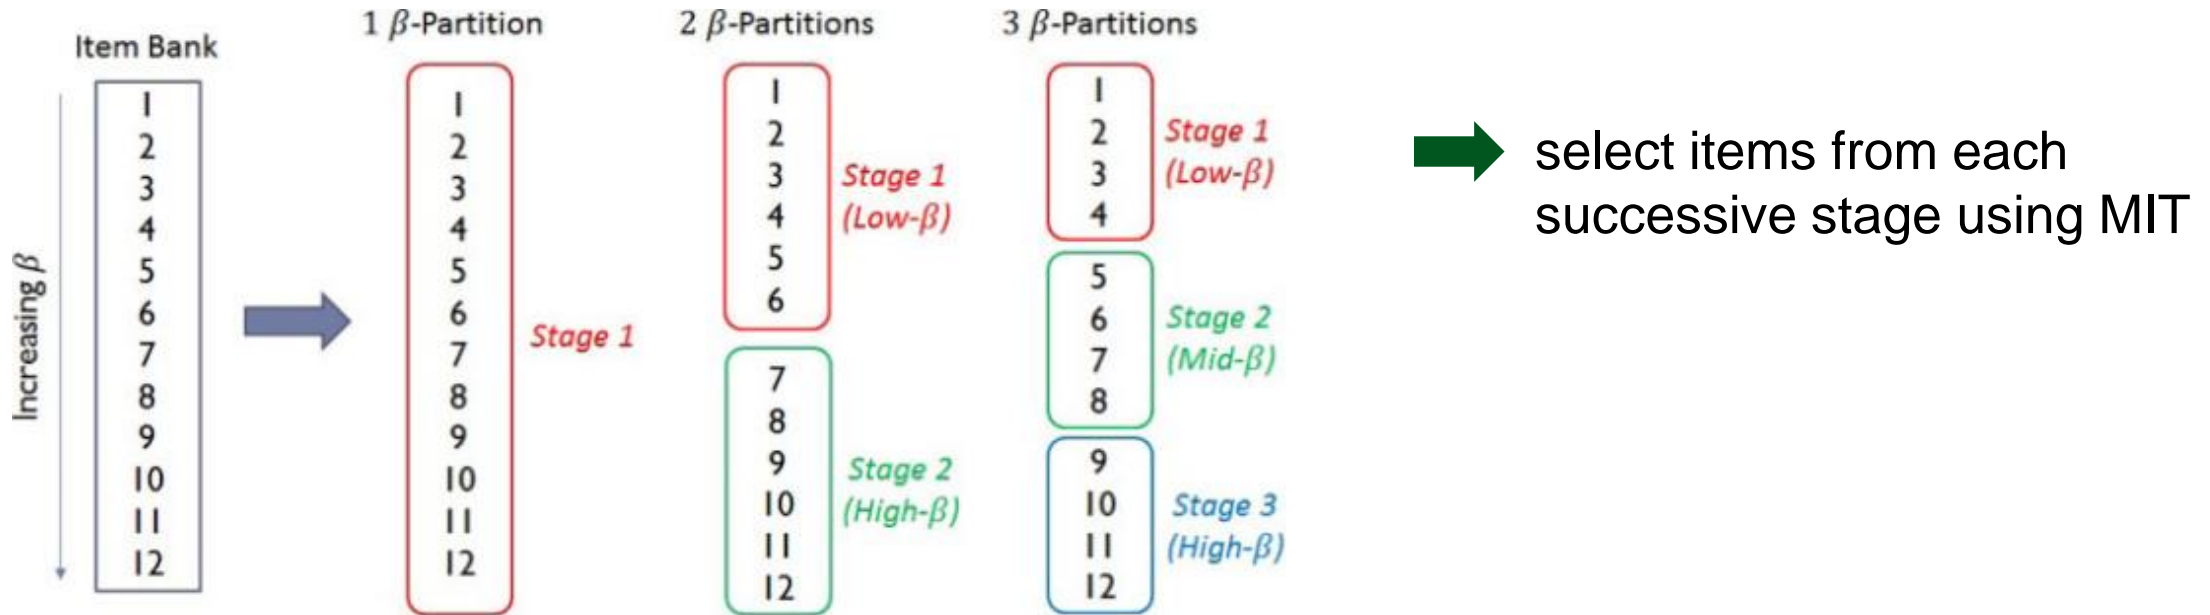 Item Bank
Increasing β
1
2
3
4
5
6
7
8
9
10
11
12
1 β-Partition
1
2
3
4
5
6
7
8
9
10
11
12
Stage 1
2 β-Partitions
1
2
3
4
5
6
Stage 1
(Low-β)
7
8
9
10
11
12
Stage 2
(High-β)
3 β-Partitions
1
2
3
4
Stage 1
(Low-β)
5
6
7
8
Stage 2
(Mid-β)
9
10
11
12
Stage 3
(High-β)
select items from each
successive stage using MIT